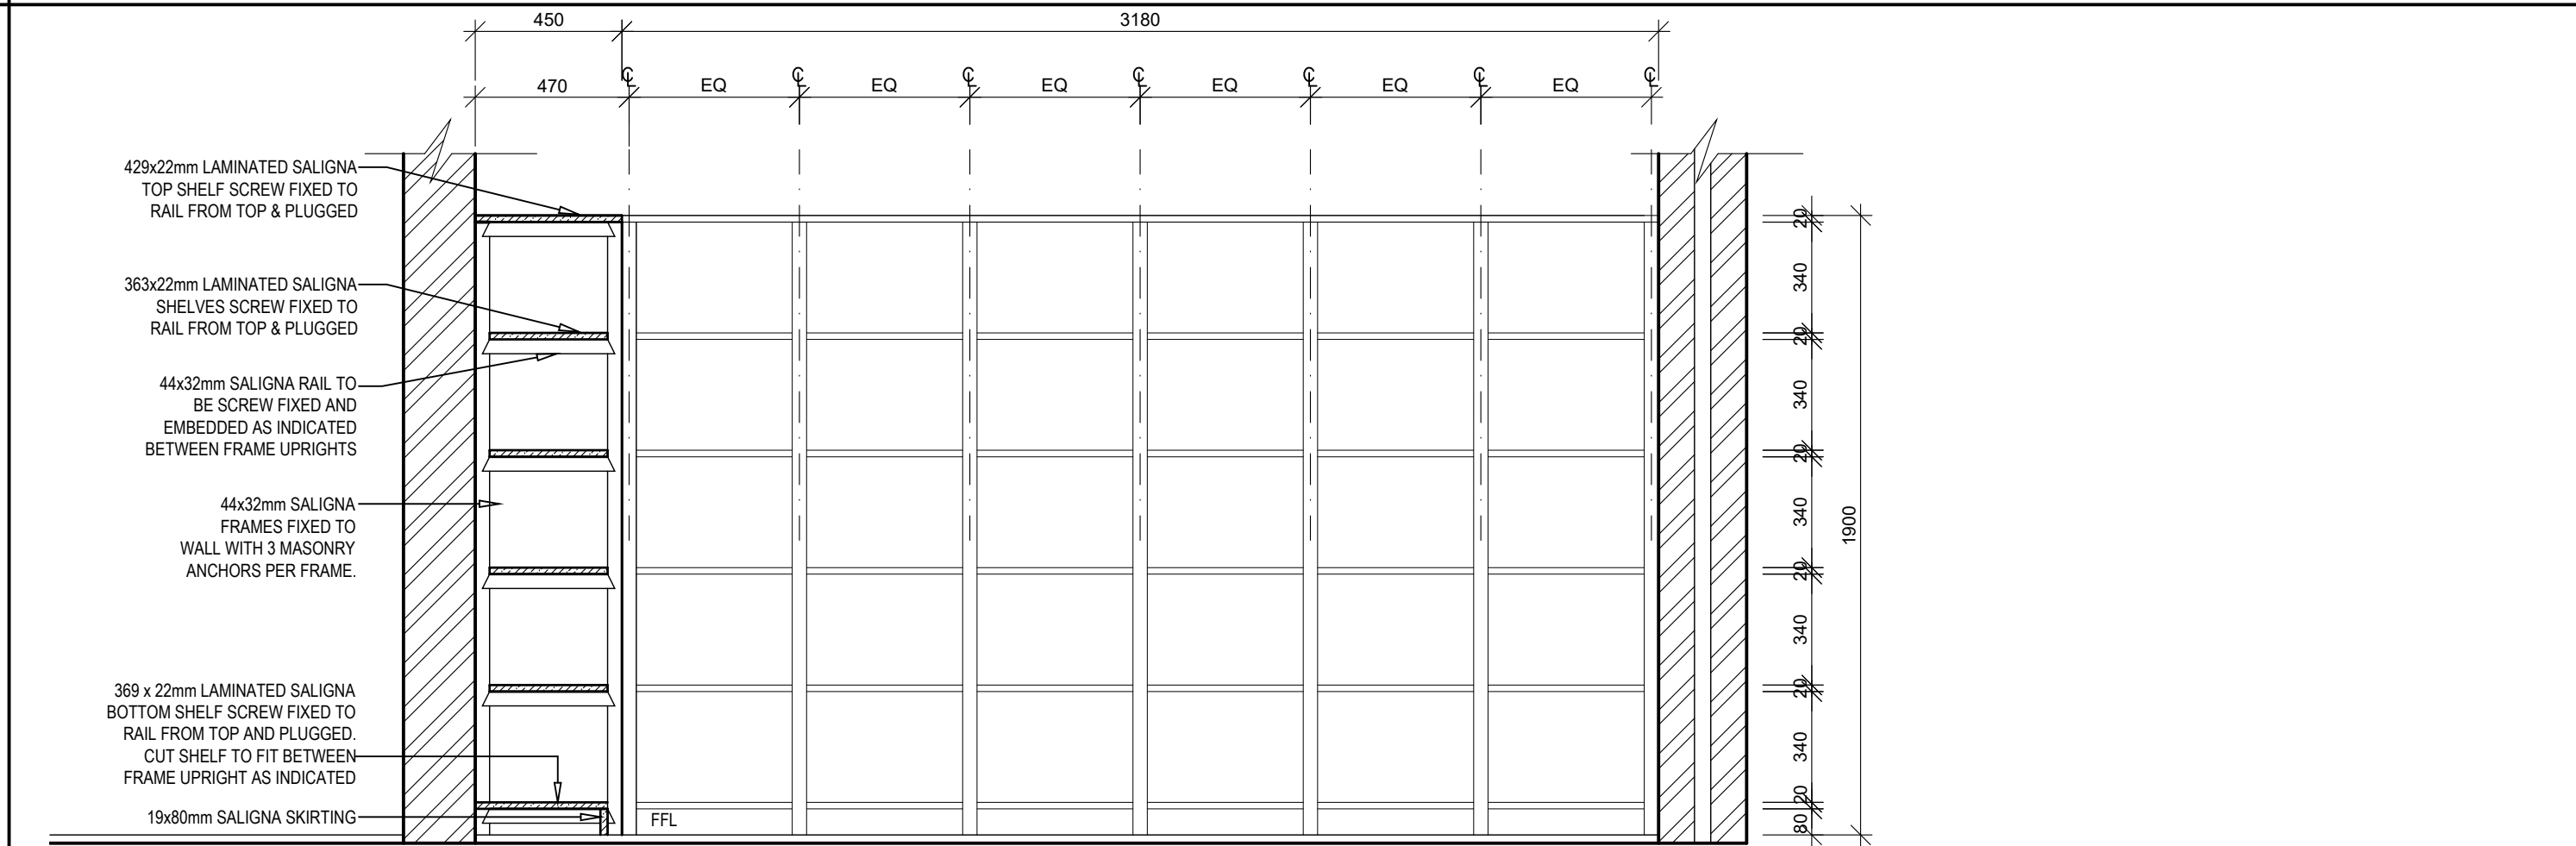 450
3180
470
℄
EQ
℄
EQ
℄
EQ
℄
EQ
℄
EQ
℄
EQ
℄
429x22mm LAMINATED SALIGNA
TOP SHELF SCREW FIXED TO
RAIL FROM TOP & PLUGGED
363x22mm LAMINATED SALIGNA
SHELVES SCREW FIXED TO
RAIL FROM TOP & PLUGGED
44x32mm SALIGNA RAIL TO
BE SCREW FIXED AND
EMBEDDED AS INDICATED
BETWEEN FRAME UPRIGHTS
44x32mm SALIGNA
FRAMES FIXED TO
WALL WITH 3 MASONRY
ANCHORS PER FRAME.
369 x 22mm LAMINATED SALIGNA
BOTTOM SHELF SCREW FIXED TO
RAIL FROM TOP AND PLUGGED.
CUT SHELF TO FIT BETWEEN
FRAME UPRIGHT AS INDICATED
19x80mm SALIGNA SKIRTING
FFL
20
340
20
340
20
340
20
340
20
340
20
80
1900